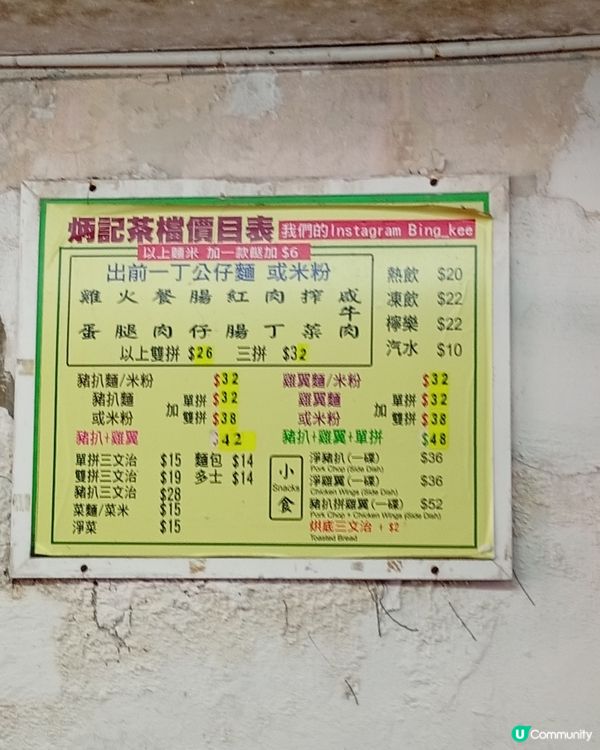 炳記茶檔價目表 我們的Instagram Bing_kee
以上麵米 加一款餸加 $6
出前一丁公仔麵 或米粉
雞 火 餐 腸 紅 肉 搾 咸牛
蛋 腿 肉 仔 腸 丁 菜 肉
以上雙拼 $26 三拼 $32
熱飲 $20
凍飲 $22
檸樂 $22
汽水 $10
豬扒麵/米粉 $32
豬扒麵 加 單拼 $32
或米粉 雙拼 $38
豬扒+雞翼 $42
雞翼麵/米粉 $32
雞翼麵 加 單拼 $32
或米粉 雙拼 $38
豬扒+雞翼+單拼 $48
單拼三文治 $15 麵包 $14
雙拼三文治 $19 多士 $14
豬扒三文治 $28
菜麵/菜米 $15
淨菜 $15
小
Snacks
食
淨豬扒(一碟) $36
Pork Chop (Side Dish)
淨雞翼(一碟) $36
Chicken Wings (Side Dish)
豬扒拼雞翼(一碟) $52
Pork Chop + Chicken Wings (Side Dish)
烘底三文治 + $2
Toasted Bread
U Community